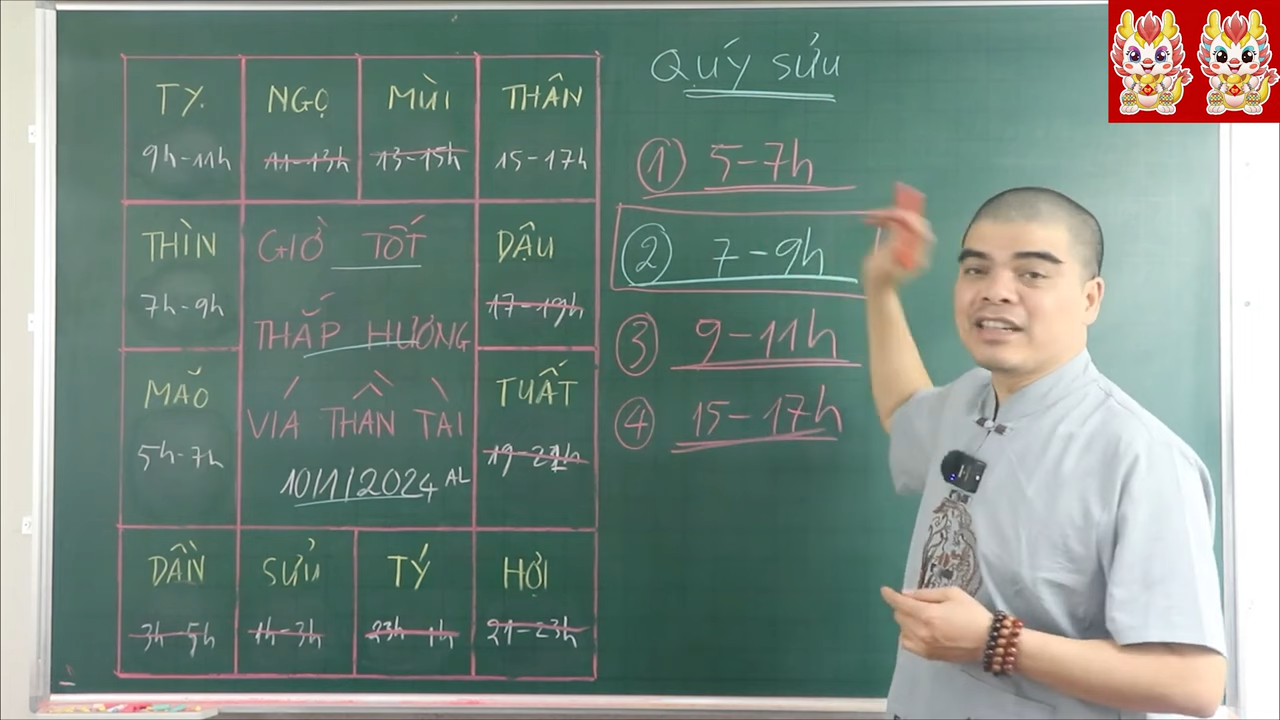 TỴ
NGỌ
MÙI
THÂN
9h-11h
11-13h
13-15h
15-17h
THÌN
GIỜ TỐT
DẬU
7h-9h
17-19h
THẮP HƯƠNG
MÃO
TUẤT
VÍA THẦN TÀI
5h-7h
19-21h
10/1/2024 AL
DẦN
SỬU
TÝ
HỢI
3h-5h
1h-3h
23h-1h
21-23h
QUÝ SỬU
① 5-7h
② 7-9h
③ 9-11h
④ 15-17h